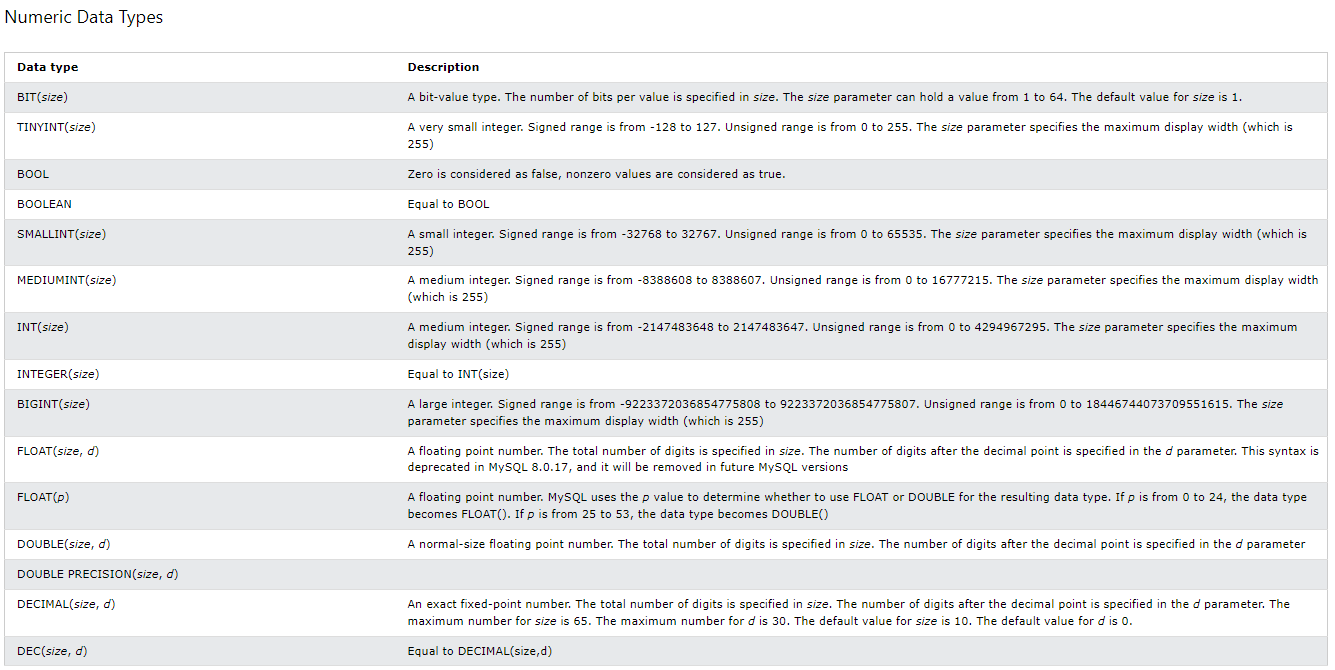 Numeric Data Types
Data type Description
BIT(size) A bit-value type. The number of bits per value is specified in size. The size parameter can hold a value from 1 to 64. The default value for size is 1.
TINYINT(size) A very small integer. Signed range is from -128 to 127. Unsigned range is from 0 to 255. The size parameter specifies the maximum display width (which is
255)
BOOL Zero is considered as false, nonzero values are considered as true.
BOOLEAN Equal to BOOL
SMALLINT(size) A small integer. Signed range is from -32768 to 32767. Unsigned range is from 0 to 65535. The size parameter specifies the maximum display width (which is
255)
MEDIUMINT(size) A medium integer. Signed range is from -8388608 to 8388607. Unsigned range is from 0 to 16777215. The size parameter specifies the maximum display width
(which is 255)
INT(size) A medium integer. Signed range is from -2147483648 to 2147483647. Unsigned range is from 0 to 4294967295. The size parameter specifies the maximum
display width (which is 255)
INTEGER(size) Equal to INT(size)
BIGINT(size) A large integer. Signed range is from -9223372036854775808 to 9223372036854775807. Unsigned range is from 0 to 18446744073709551615. The size
parameter specifies the maximum display width (which is 255)
FLOAT(size, d) A floating point number. The total number of digits is specified in size. The number of digits after the decimal point is specified in the d parameter. This syntax is
deprecated in MySQL 8.0.17, and it will be removed in future MySQL versions
FLOAT(p) A floating point number. MySQL uses the p value to determine whether to use FLOAT or DOUBLE for the resulting data type. If p is from 0 to 24, the data type
becomes FLOAT(). If p is from 25 to 53, the data type becomes DOUBLE()
DOUBLE(size, d) A normal-size floating point number. The total number of digits is specified in size. The number of digits after the decimal point is specified in the d parameter
DOUBLE PRECISION(size, d)
DECIMAL(size, d) An exact fixed-point number. The total number of digits is specified in size. The number of digits after the decimal point is specified in the d parameter. The
maximum number for size is 65. The maximum number for d is 30. The default value for size is 10. The default value for d is 0.
DEC(size, d) Equal to DECIMAL(size,d)